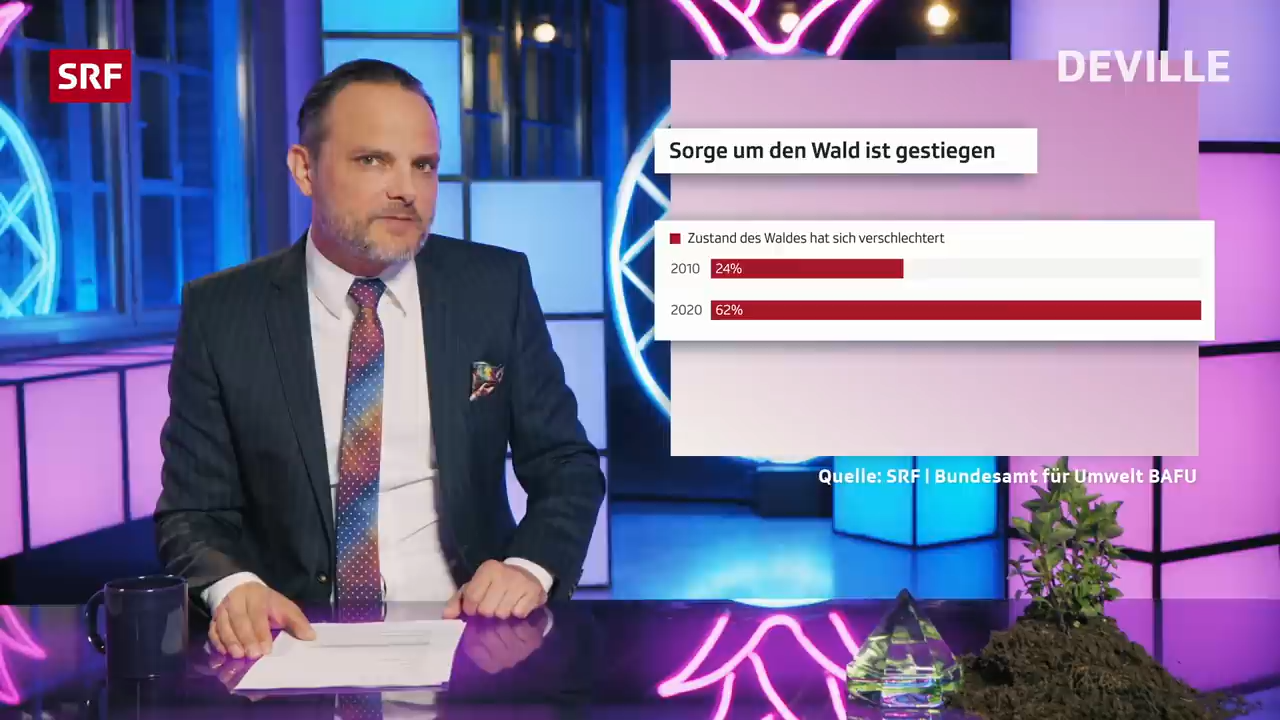 SRF
DEVILLE
Sorge um den Wald ist gestiegen
Zustand des Waldes hat sich verschlechtert
2010 24%
2020 62%
Quelle: SRF | Bundesamt für Umwelt BAFU